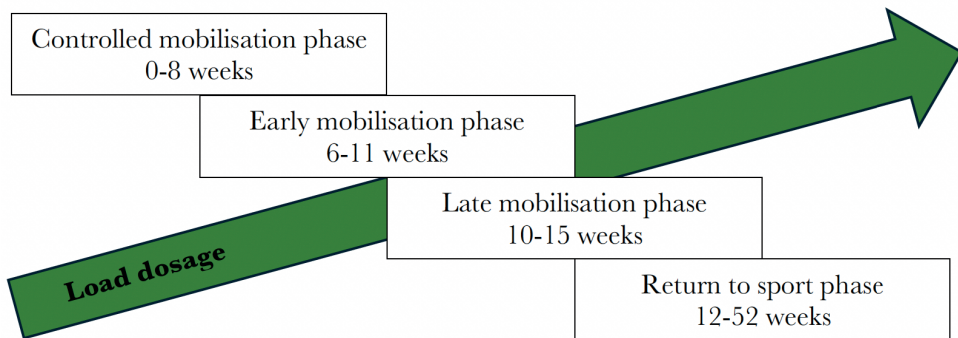 Controlled mobilisation phase
0-8 weeks
Early mobilisation phase
6-11 weeks
Late mobilisation phase
10-15 weeks
Load dosage
Return to sport phase
12-52 weeks